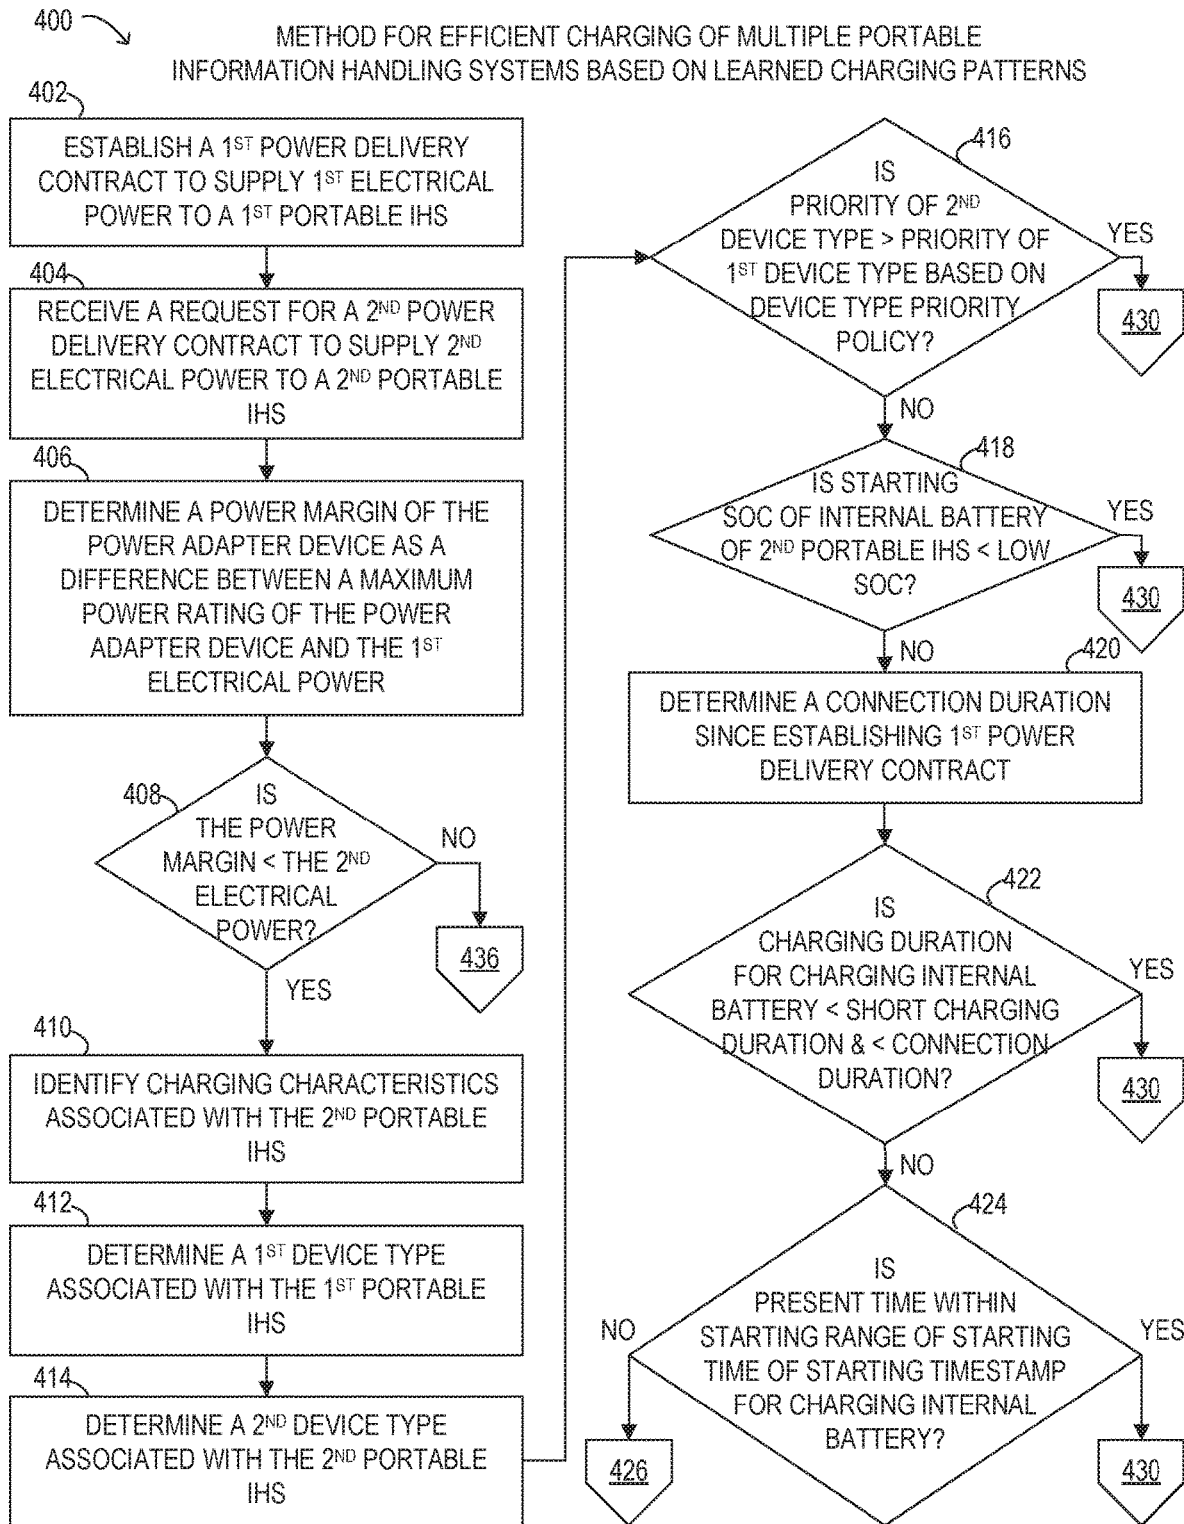 400
METHOD FOR EFFICIENT CHARGING OF MULTIPLE PORTABLE
INFORMATION HANDLING SYSTEMS BASED ON LEARNED CHARGING PATTERNS
402
ESTABLISH A 1ST POWER DELIVERY
CONTRACT TO SUPPLY 1ST ELECTRICAL
POWER TO A 1ST PORTABLE IHS
404
RECEIVE A REQUEST FOR A 2ND POWER
DELIVERY CONTRACT TO SUPPLY 2ND
ELECTRICAL POWER TO A 2ND PORTABLE
IHS
406
DETERMINE A POWER MARGIN OF THE
POWER ADAPTER DEVICE AS A
DIFFERENCE BETWEEN A MAXIMUM
POWER RATING OF THE POWER
ADAPTER DEVICE AND THE 1ST
ELECTRICAL POWER
408
IS
THE POWER
MARGIN < THE 2ND
ELECTRICAL
POWER?
NO
436
YES
410
IDENTIFY CHARGING CHARACTERISTICS
ASSOCIATED WITH THE 2ND PORTABLE
IHS
412
DETERMINE A 1ST DEVICE TYPE
ASSOCIATED WITH THE 1ST PORTABLE
IHS
414
DETERMINE A 2ND DEVICE TYPE
ASSOCIATED WITH THE 2ND PORTABLE
IHS
416
IS
PRIORITY OF 2ND
DEVICE TYPE > PRIORITY OF
1ST DEVICE TYPE BASED ON
DEVICE TYPE PRIORITY
POLICY?
YES
430
NO
418
IS STARTING
SOC OF INTERNAL BATTERY
OF 2ND PORTABLE IHS < LOW
SOC?
YES
430
NO
420
DETERMINE A CONNECTION DURATION
SINCE ESTABLISHING 1ST POWER
DELIVERY CONTRACT
422
IS
CHARGING DURATION
FOR CHARGING INTERNAL
BATTERY < SHORT CHARGING
DURATION & < CONNECTION
DURATION?
YES
430
NO
424
IS
PRESENT TIME WITHIN
STARTING RANGE OF STARTING
TIME OF STARTING TIMESTAMP
FOR CHARGING INTERNAL
BATTERY?
NO
426
YES
430